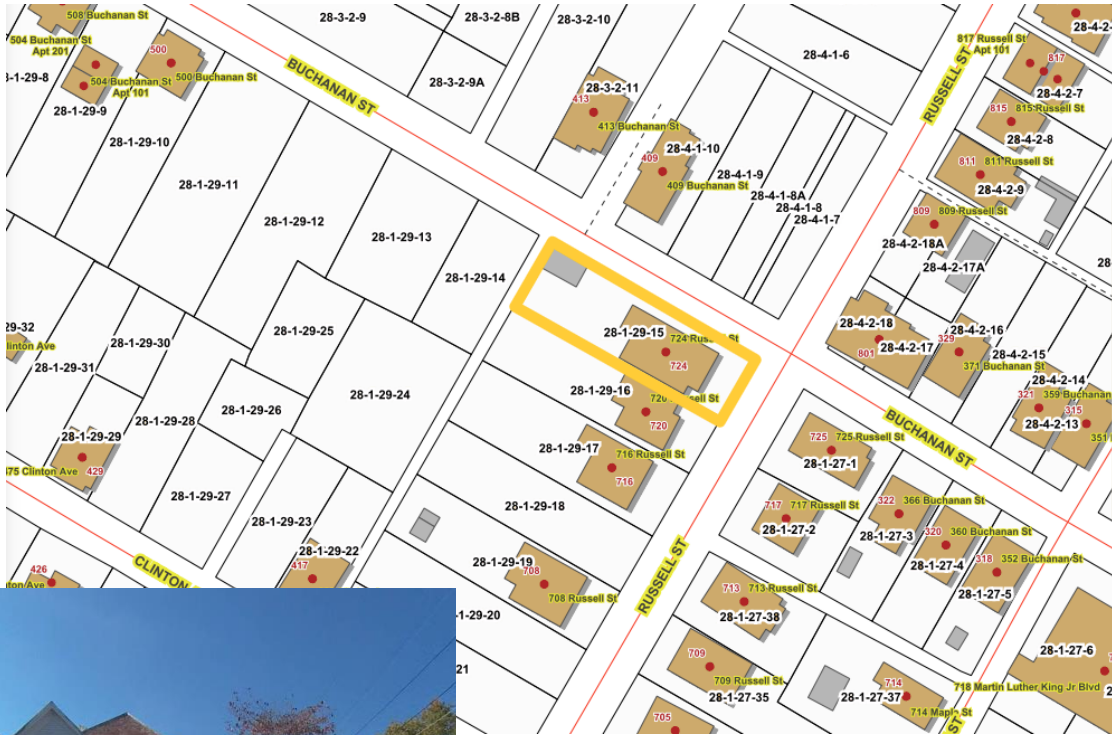 508 Buchanan St
28-3-2-9
28-3-2-8B
28-3-2-10
504 Buchanan St
Apt 201
500
500 Buchanan St
504 Buchanan St
Apt 101
28-1-29-9
BUCHANAN ST
28-3-2-9A
28-3-2-11
413
413 Buchanan St
28-4-1-6
RUSSELL ST
817 Russell St
Apt 101
817
28-4-2-7
815
815 Russell St
28-4-2-8
811
811 Russell St
28-4-2-9
28-1-29-10
28-1-29-11
28-1-29-12
28-1-29-13
28-1-29-14
409
28-4-1-10
409 Buchanan St
28-4-1-9
28-4-1-8A
28-4-1-8
28-4-1-7
809
809 Russell St
28-4-2-18A
28-4-2-17A
28-1-29-15
724 Russell St
724
28-4-2-18
28-4-2-17
801
28-4-2-16
329
371 Buchanan St
28-4-2-15
28-4-2-14
321
359 Buchanan
28-4-2-13
315
29-32
linton Ave
28-1-29-30
28-1-29-31
28-1-29-25
28-1-29-24
28-1-29-26
28-1-29-28
28-1-29-29
429
475 Clinton Ave
28-1-29-27
28-1-29-16
720 Russell St
720
28-1-29-17
716 Russell St
716
28-1-29-18
BUCHANAN ST
725
725 Russell St
28-1-27-1
717
717 Russell St
28-1-27-2
322
366 Buchanan St
28-1-27-3
320
360 Buchanan St
28-1-27-4
318
352 Buchanan St
28-1-27-5
28-1-29-23
28-1-29-22
417
28-1-29-19
708
708 Russell St
RUSSELL ST
713
713 Russell St
28-1-27-38
426
CLINTON
709
709 Russell St
28-1-27-35
28-1-27-6
718 Martin Luther King Jr Blvd
714
28-1-27-37
714 Maple St
705
ST